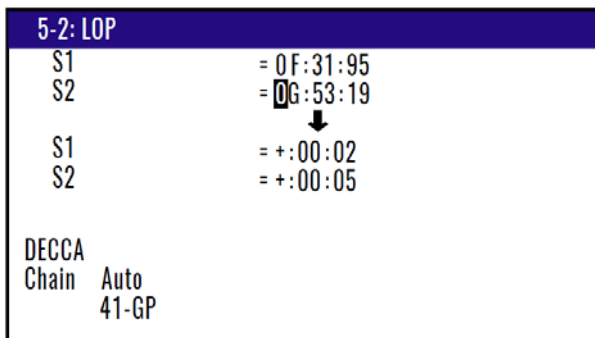 5-2: LOP
S1 = 0F:31:95
S2 = 0G:53:19
S1 = +:00:02
S2 = +:00:05
DECCA
Chain Auto
41-GP